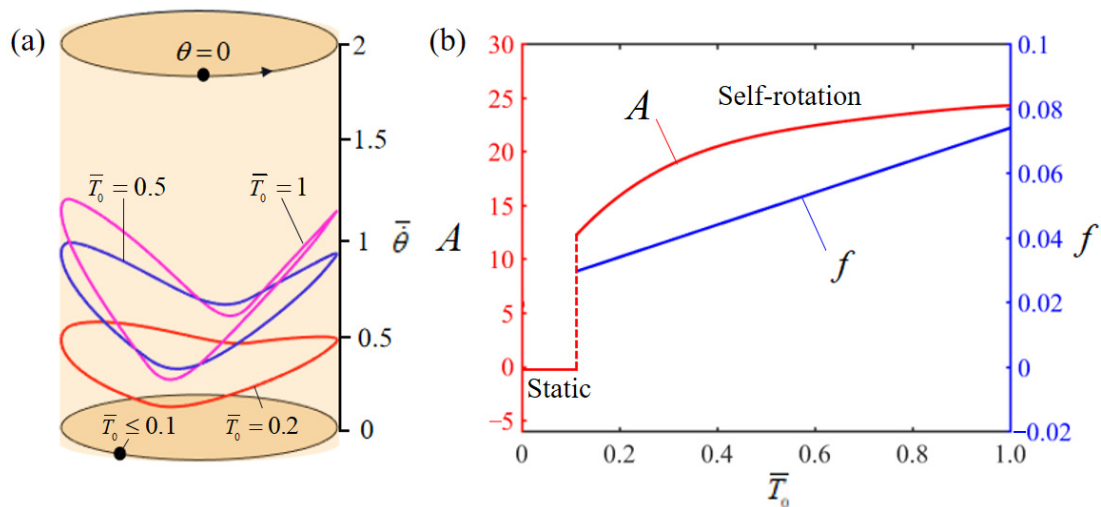 (a)
θ = 0
2
1.5
T̄₀ = 0.5
T̄₀ = 1
1
θ̄̇
0.5
0
T̄₀ ≤ 0.1
T̄₀ = 0.2
(b)
30
25
20
15
10
5
0
−5
A
A
Self-rotation
f
Static
0
0.2
0.4
0.6
0.8
1.0
T̄₀
0.1
0.08
0.06
0.04
0.02
0
−0.02
f